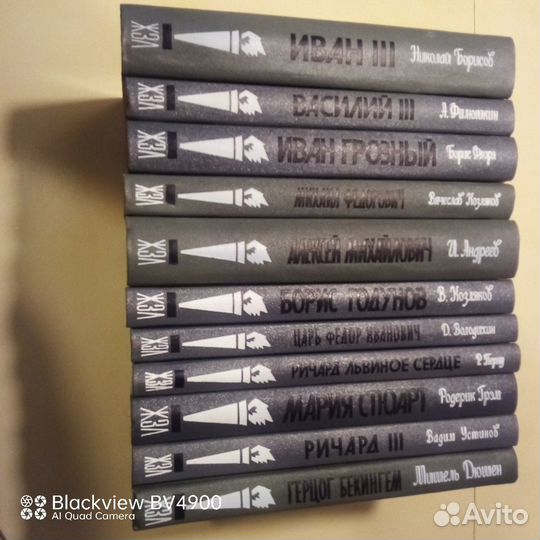 ЖЗЛ ИВАН III Николай Борисов
ЖЗЛ ВАСИЛИЙ III А. Филюшкин
ЖЗЛ ИВАН ГРОЗНЫЙ Борис Флоря
ЖЗЛ МИХАИЛ ФЕДОРОВИЧ Вячеслав Козляков
ЖЗЛ АЛЕКСЕЙ МИХАЙЛОВИЧ И. Андреев
ЖЗЛ БОРИС ГОДУНОВ В. Козляков
ЖЗЛ ЦАРЬ ФЕДОР ИВАНОВИЧ Д. Володихин
ЖЗЛ РИЧАРД ЛЬВИНОЕ СЕРДЦЕ
ЖЗЛ МАРИЯ СТЮАРТ Родерик Грэм
ЖЗЛ РИЧАРД III Вадим Устинов
ЖЗЛ ГЕРЦОГ БЕКИНГЕМ Мишель Дюшен
Blackview BV4900
AI Quad Camera
Avito